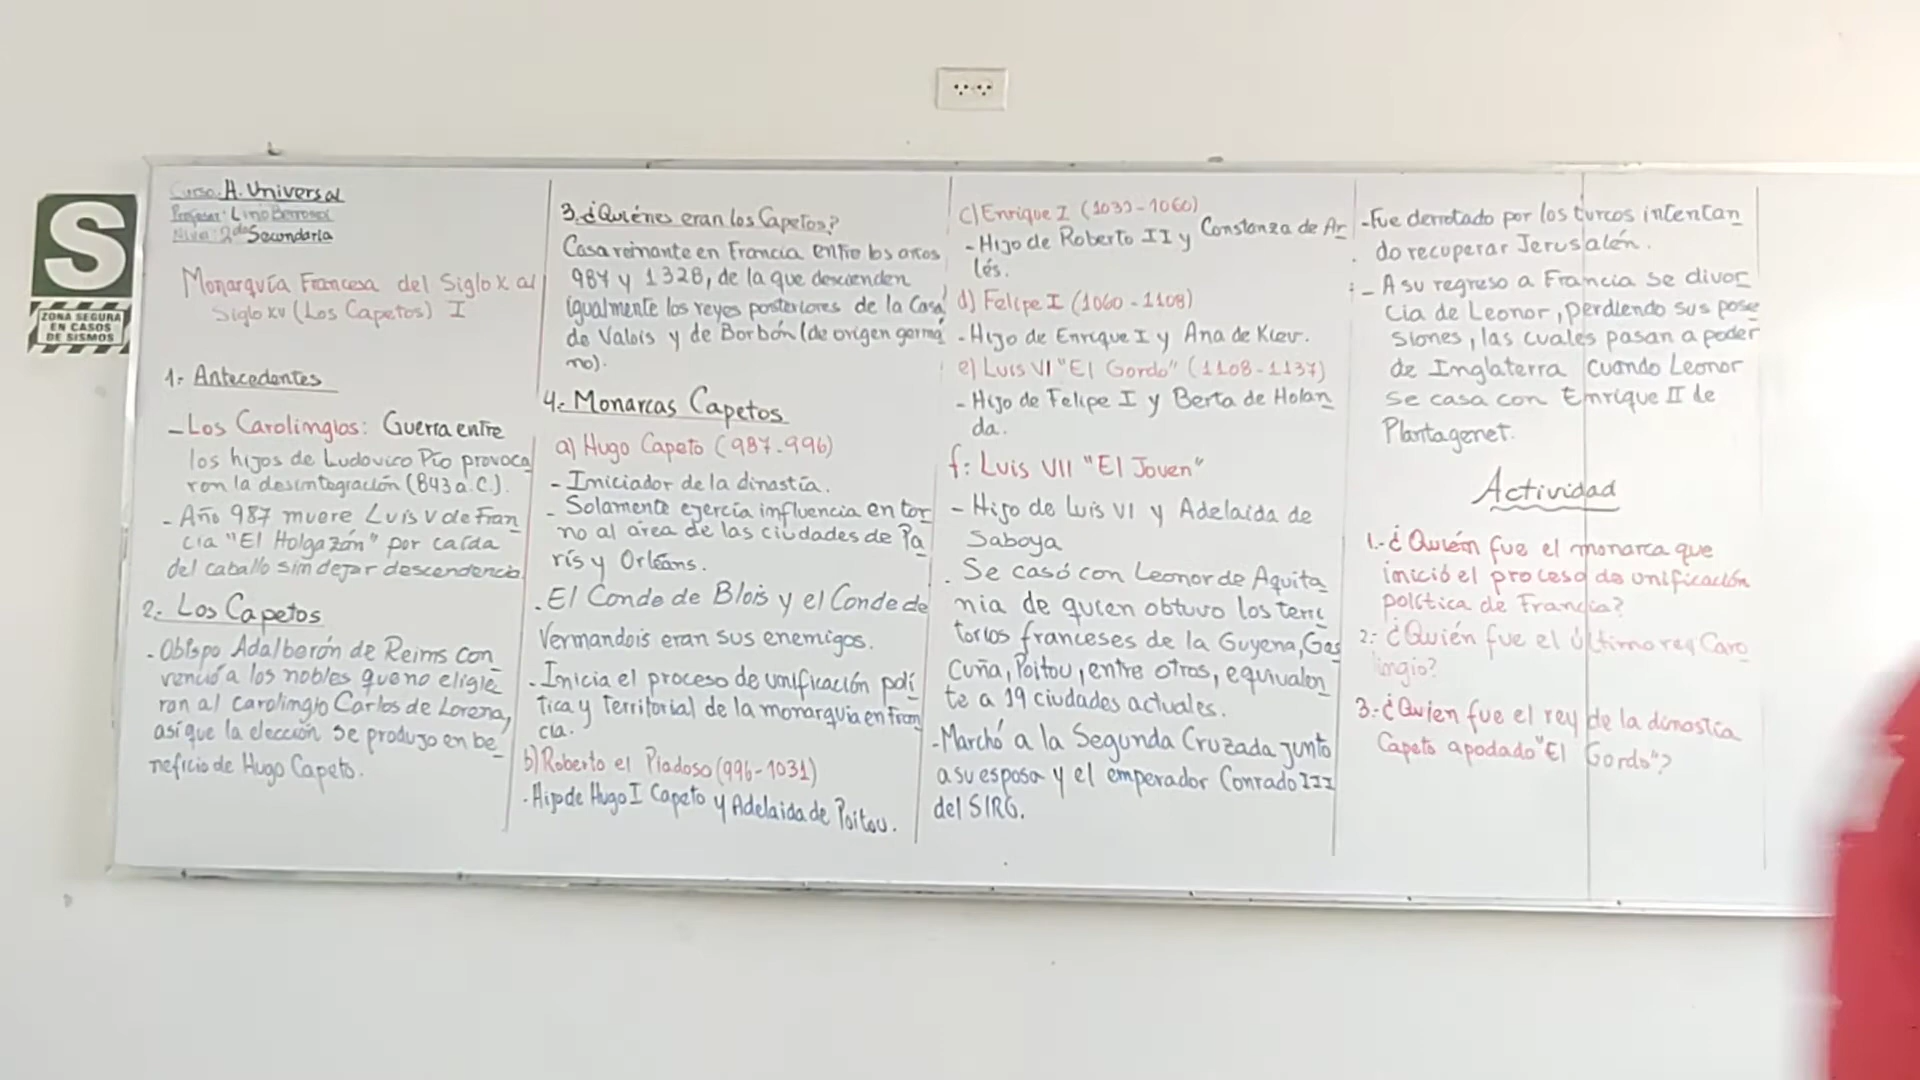 S
ZONA SEGURA
EN CASOS
DE SISMOS
Curso: H. Universal
Profesor: Lino
Nivel: 2do Secundaria
Monarquía Francesa del Siglo X al
Siglo XV (Los Capetos) I
1.- Antecedentes
- Los Carolingios: Guerra entre
los hijos de Ludovico Pío provoca
ron la desintegración (843 a.C.).
- Año 987 muere Luis V de Fran
cia "El Holgazán" por caída
del caballo sin dejar descendencia
2.- Los Capetos
- Obispo Adalberón de Reims con
venció a los nobles que no eligie
ran al carolingio Carlos de Lorena,
así que la elección se produjo en be
neficio de Hugo Capeto.
3.¿Quiénes eran los Capetos?
Casa reinante en Francia entre los años
987 y 1328, de la que descienden
igualmente los reyes posteriores de la Casa
de Valois y de Borbón (de origen germá
no).
4.- Monarcas Capetos
a) Hugo Capeto (987-996)
- Iniciador de la dinastía.
- Solamente ejercía influencia en tor
no al área de las ciudades de Pa
rís y Orléans.
. El Conde de Blois y el Conde de
Vermandois eran sus enemigos.
- Inicia el proceso de unificación polí
tica y territorial de la monarquía en Fran
cia.
b) Roberto el Piadoso (996-1031)
. Hijo de Hugo I Capeto y Adelaida de Poitou.
c) Enrique I (1031-1060)
- Hijo de Roberto II y Constanza de Ar
lés.
d) Felipe I (1060-1108)
- Hijo de Enrique I y Ana de Kiev.
e) Luis VI "El Gordo" (1108-1137)
- Hijo de Felipe I y Berta de Holan
da.
f: Luis VII "El Joven"
- Hijo de Luis VI y Adelaida de
Saboya
. Se casó con Leonor de Aquita
nia de quien obtuvo los terri
torios franceses de la Guyena, Gas
cuña, Poitou, entre otros, equivalen
te a 19 ciudades actuales.
- Marchó a la Segunda Cruzada junto
a su esposa y el emperador Conrado III
del SIRG.
- Fue derrotado por los turcos intentan
do recuperar Jerusalén.
- A su regreso a Francia se divor
cia de Leonor, perdiendo sus pose
siones, las cuales pasan a poder
de Inglaterra cuando Leonor
se casa con Enrique II de
Plantagenet.
Actividad
1.- ¿Quién fue el monarca que
inició el proceso de unificación
política de Francia?
2.- ¿Quién fue el último rey Caro
lingio?
3.- ¿Quien fue el rey de la dinastía
Capeto apodado "El Gordo"?